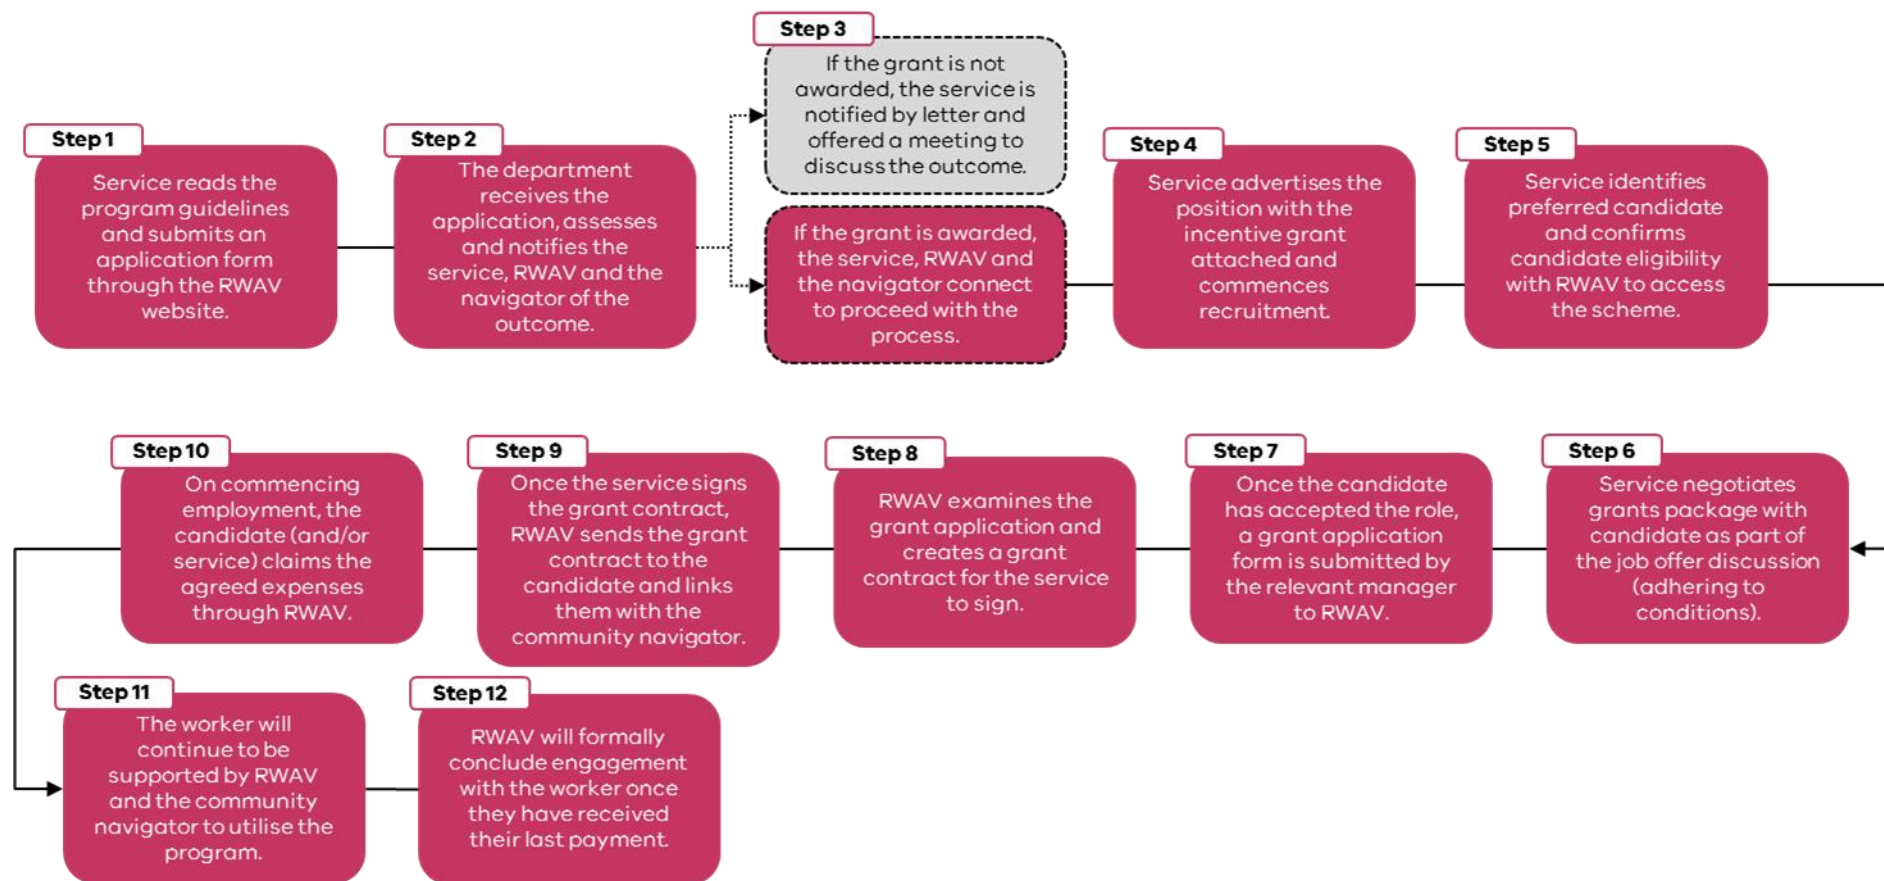 Step 1
Service reads the
program guidelines
and submits an
application form
through the RWAV
website.
Step 2
The department
receives the
application, assesses
and notifies the
service, RWAV and the
navigator of the
outcome.
Step 3
If the grant is not
awarded, the service is
notified by letter and
offered a meeting to
discuss the outcome.
If the grant is awarded,
the service, RWAV and
the navigator connect
to proceed with the
process.
Step 4
Service advertises the
position with the
incentive grant
attached and
commences
recruitment.
Step 5
Service identifies
preferred candidate
and confirms
candidate eligibility
with RWAV to access
the scheme.
Step 6
Service negotiates
grants package with
candidate as part of
the job offer discussion
(adhering to
conditions).
Step 7
Once the candidate
has accepted the role,
a grant application
form is submitted by
the relevant manager
to RWAV.
Step 8
RWAV examines the
grant application and
creates a grant
contract for the service
to sign.
Step 9
Once the service signs
the grant contract,
RWAV sends the grant
contract to the
candidate and links
them with the
community navigator.
Step 10
On commencing
employment, the
candidate (and/or
service) claims the
agreed expenses
through RWAV.
Step 11
The worker will
continue to be
supported by RWAV
and the community
navigator to utilise the
program.
Step 12
RWAV will formally
conclude engagement
with the worker once
they have received
their last payment.